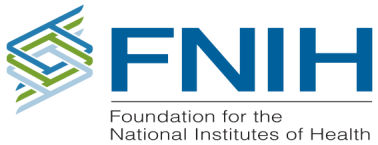 FNIH
Foundation for the
National Institutes of Health